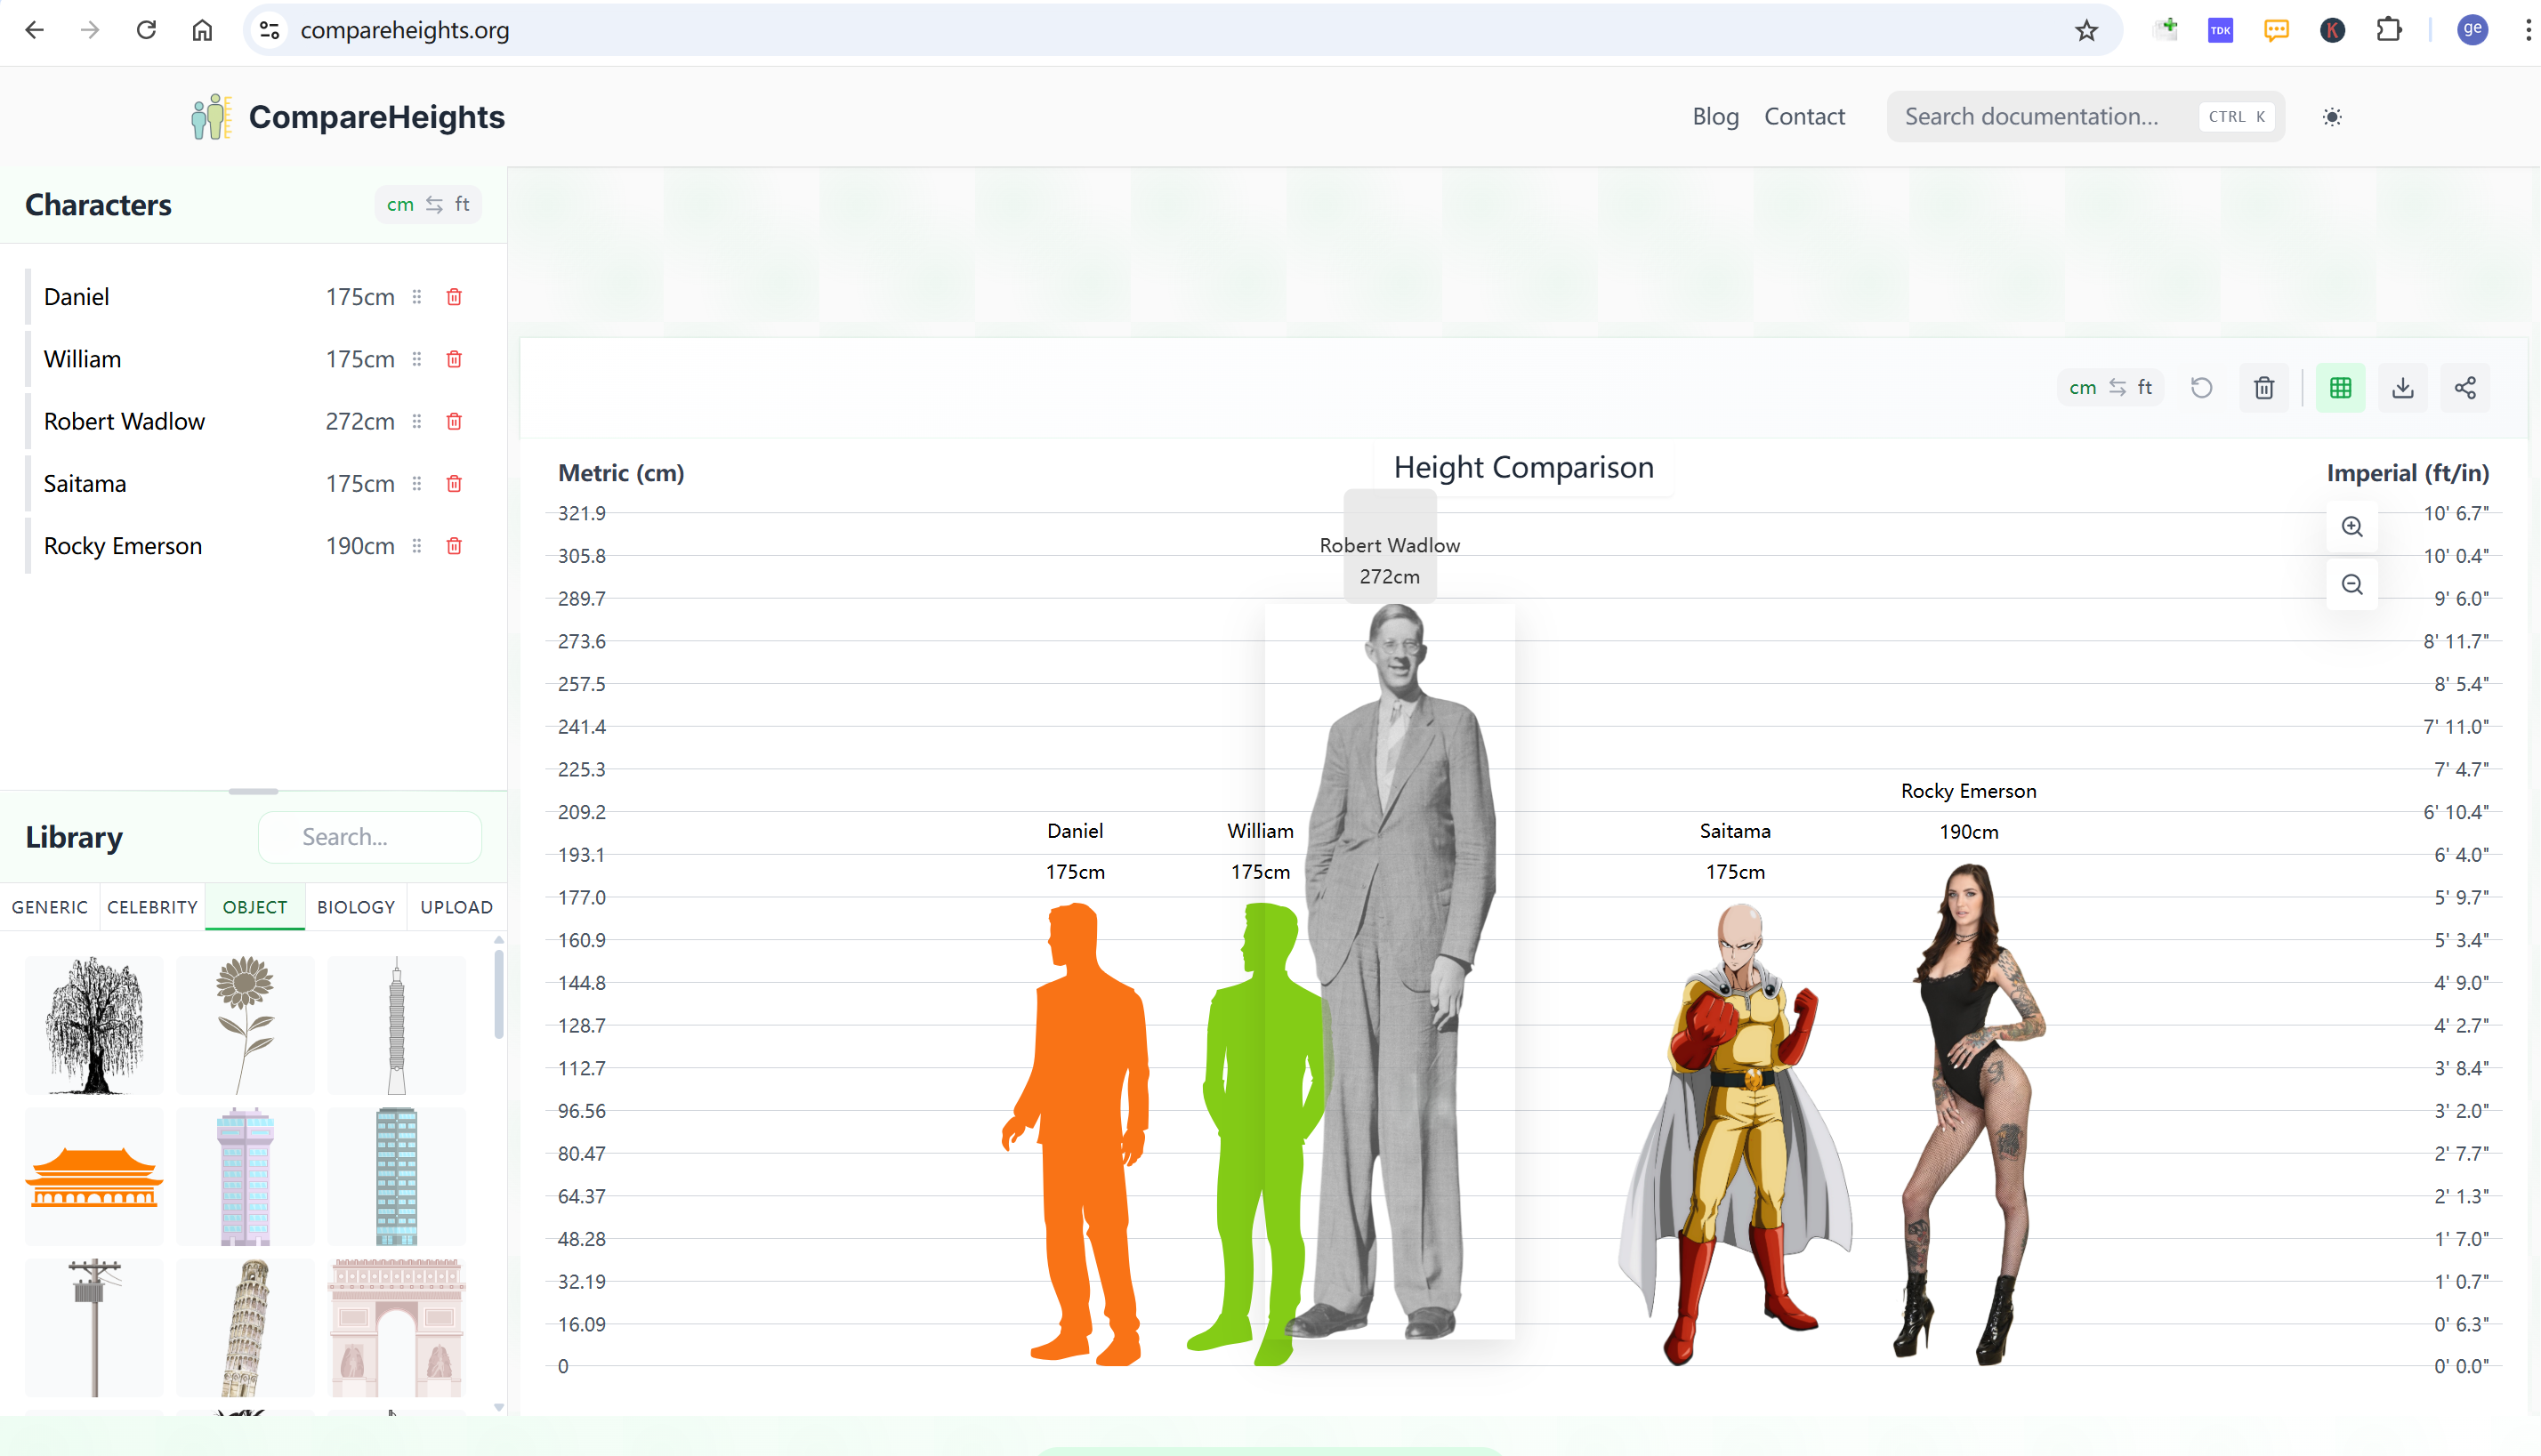 compareheights.org
TDK
K
ge
CompareHeights
Blog
Contact
Search documentation...
CTRL K
Characters
cm
ft
Daniel
175cm
William
175cm
Robert Wadlow
272cm
Saitama
175cm
Rocky Emerson
190cm
Library
Search...
GENERIC
CELEBRITY
OBJECT
BIOLOGY
UPLOAD
cm
ft
Height Comparison
Metric (cm)
Imperial (ft/in)
321.9
10' 6.7"
305.8
10' 0.4"
289.7
9' 6.0"
273.6
8' 11.7"
257.5
8' 5.4"
241.4
7' 11.0"
225.3
7' 4.7"
209.2
6' 10.4"
193.1
6' 4.0"
177.0
5' 9.7"
160.9
5' 3.4"
144.8
4' 9.0"
128.7
4' 2.7"
112.7
3' 8.4"
96.56
3' 2.0"
80.47
2' 7.7"
64.37
2' 1.3"
48.28
1' 7.0"
32.19
1' 0.7"
16.09
0' 6.3"
0
0' 0.0"
Daniel
175cm
William
175cm
Robert Wadlow
272cm
Saitama
175cm
Rocky Emerson
190cm